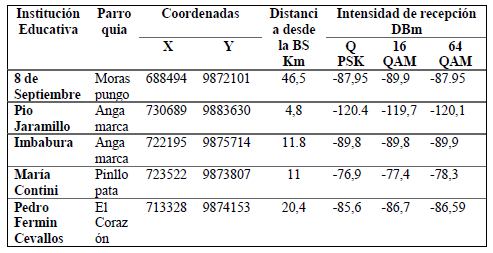 Institución Educativa Parro quia Coordenadas Distanci a desde la BS Km Intensidad de recepción DBm
X Y Q PSK 16 QAM 64 QAM
8 de Septiembre Moras pungo 688494 9872101 46,5 -87,95 -89,9 -87.95
Pio Jaramillo Anga marca 730689 9883630 4,8 -120.4 -119,7 -120,1
Imbabura Anga marca 722195 9875714 11.8 -89,8 -89,8 -89,9
María Contini Pinllo pata 723522 9873807 11 -76,9 -77,4 -78,3
Pedro Fermin Cevallos El Coraz ón 713328 9874153 20,4 -85,6 -86,7 -86,59